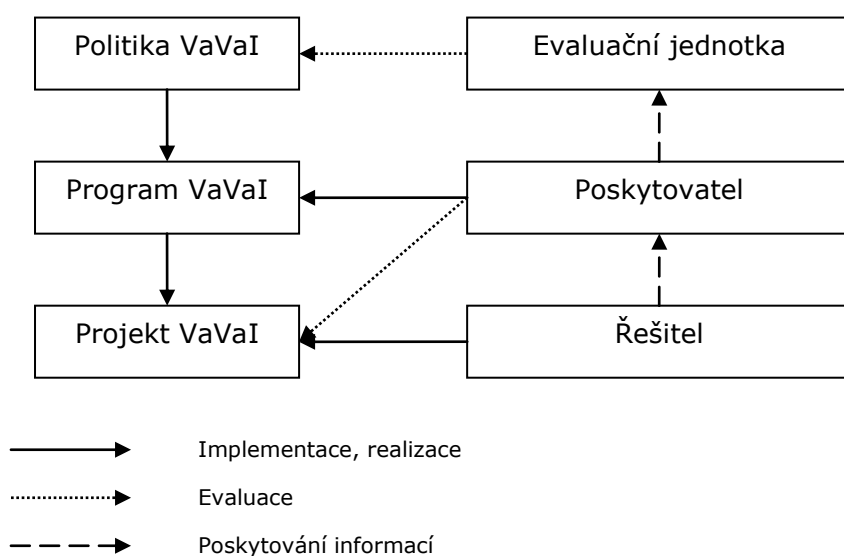 Politika VaVaI
Evaluační jednotka
Program VaVaI
Poskytovatel
Projekt VaVaI
Řešitel
Implementace, realizace
Evaluace
Poskytování informací